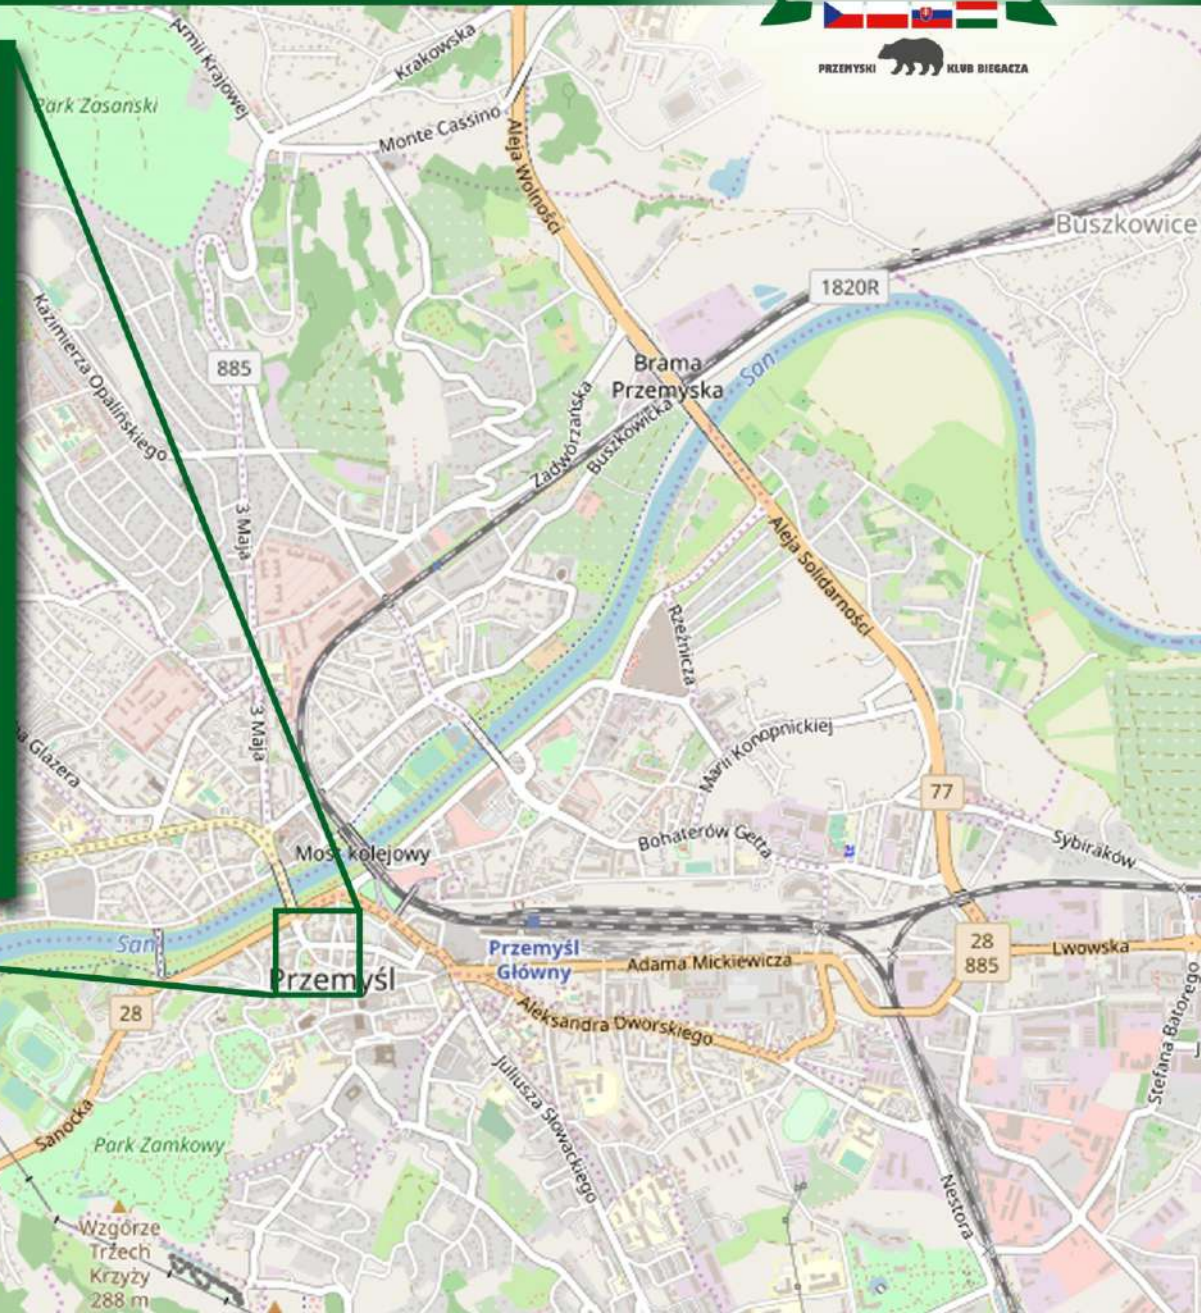 PRZEMYSKI KLUB BIEGACZA
Armii Krajowej
Krakowska
Park Zasański
Monte Cassino
Aleja Wolności
Buszkowice
1820R
Kazimierza Opalińskiego
885
Brama
Przemyska
San
Zadwórzańska
Buszkowicka
3 Maja
Aleja Solidarności
Rzeźnicza
3 Maja
Glazera
Marii Konopnickiej
77
Bohaterów Getta
Sybiraków
Most kolejowy
San
Przemyśl
Główny
Adama Mickiewicza
28
885
Lwowska
Przemyśl
28
Aleksandra Dworskiego
Stefana Batorego
Juliusza Słowackiego
Sanocka
Park Zamkowy
Nestora
Wzgórze
Trzech
Krzyży
288 m